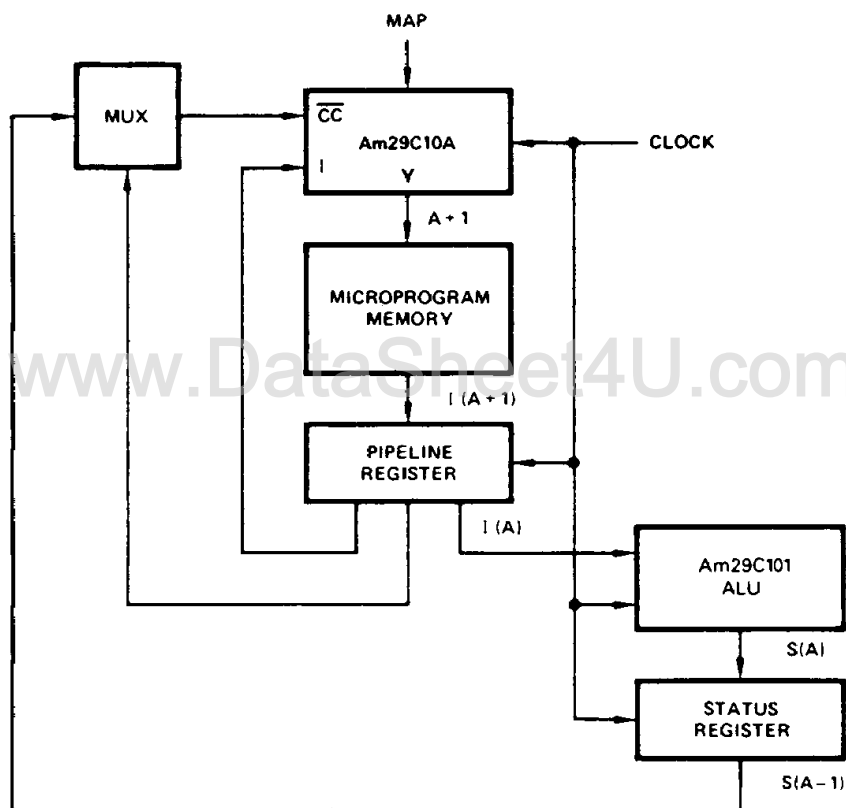 MAP
MUX
CC
Am29C10A
CLOCK
I
Y
A + 1
MICROPROGRAM
MEMORY
www.DataSheet4U.com
I (A + 1)
PIPELINE
REGISTER
I (A)
Am29C101
ALU
S(A)
STATUS
REGISTER
S(A-1)